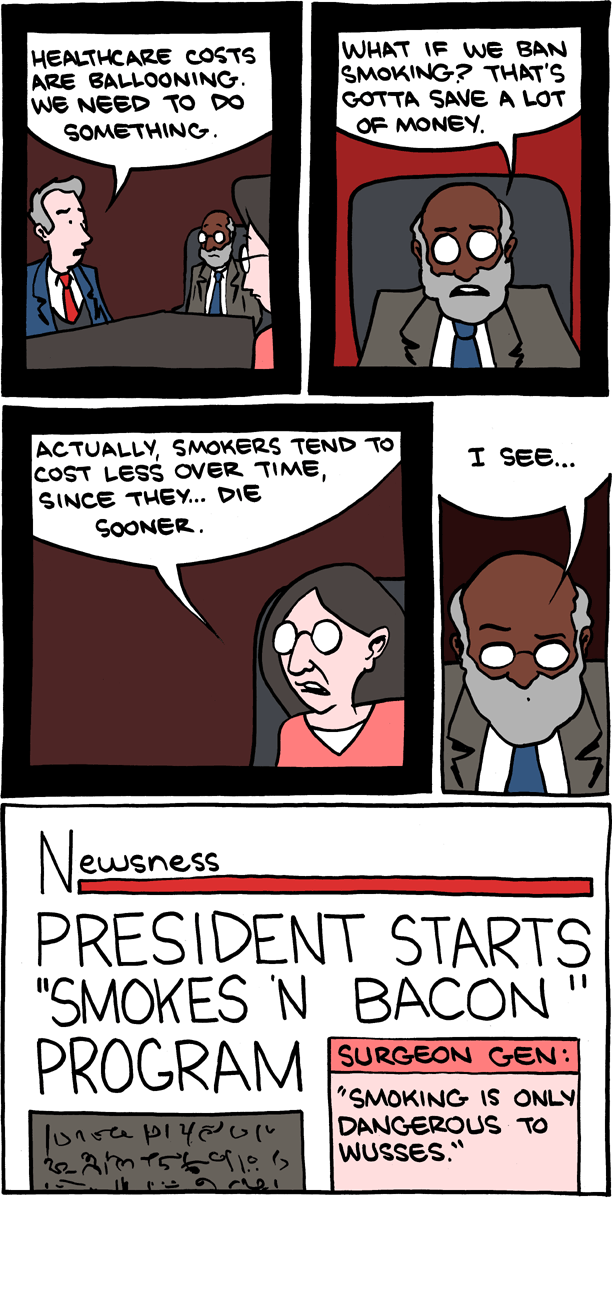 HEALTHCARE COSTS
ARE BALLOONING.
WE NEED TO DO
SOMETHING.
WHAT IF WE BAN
SMOKING? THAT'S
GOTTA SAVE A LOT
OF MONEY.
ACTUALLY, SMOKERS TEND TO
COST LESS OVER TIME,
SINCE THEY... DIE
SOONER.
I SEE...
Newsness
PRESIDENT STARTS
"SMOKES 'N BACON"
PROGRAM
SURGEON GEN:
"SMOKING IS ONLY
DANGEROUS TO
WUSSES."